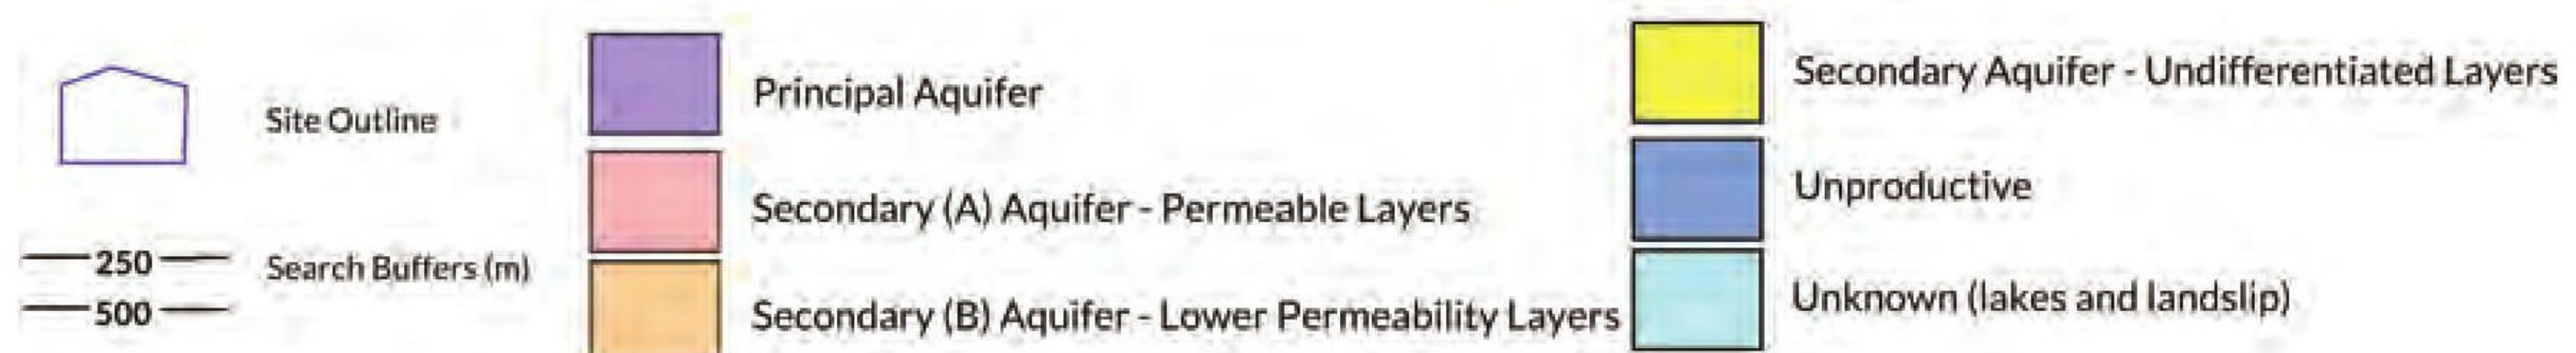 Site Outline
250
500
Search Buffers (m)
Principal Aquifer
Secondary (A) Aquifer - Permeable Layers
Secondary (B) Aquifer - Lower Permeability Layers
Secondary Aquifer - Undifferentiated Layers
Unproductive
Unknown (lakes and landslip)